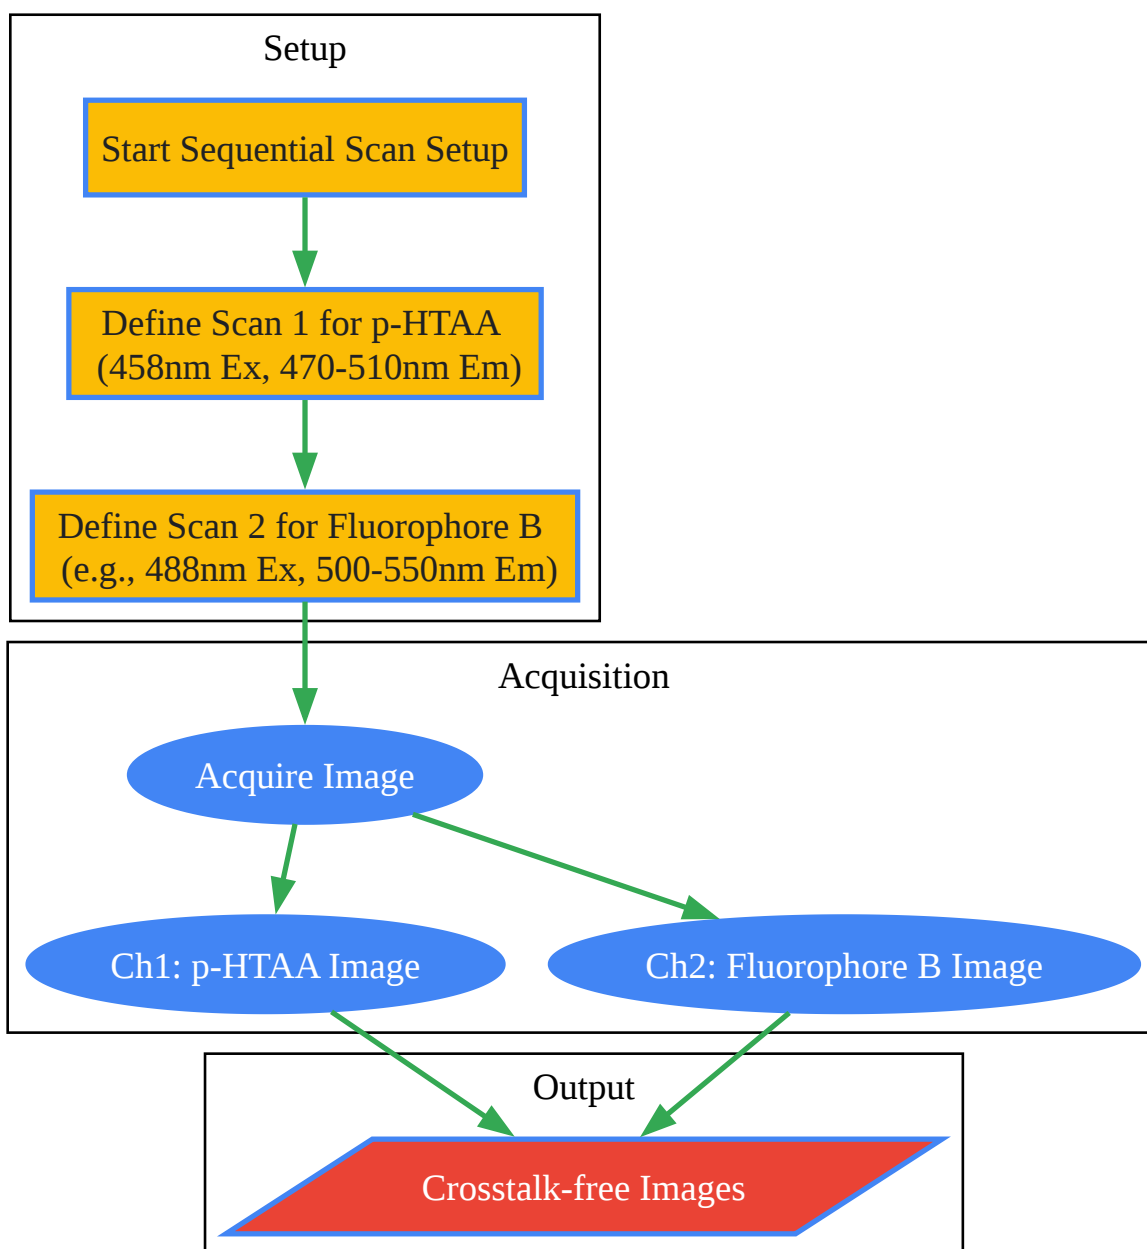 Setup
Start Sequential Scan Setup
Define Scan 1 for p-HTAA
(458nm Ex, 470-510nm Em)
Define Scan 2 for Fluorophore B
(e.g., 488nm Ex, 500-550nm Em)
Acquisition
Acquire Image
Ch1: p-HTAA Image
Ch2: Fluorophore B Image
Output
Crosstalk-free Images